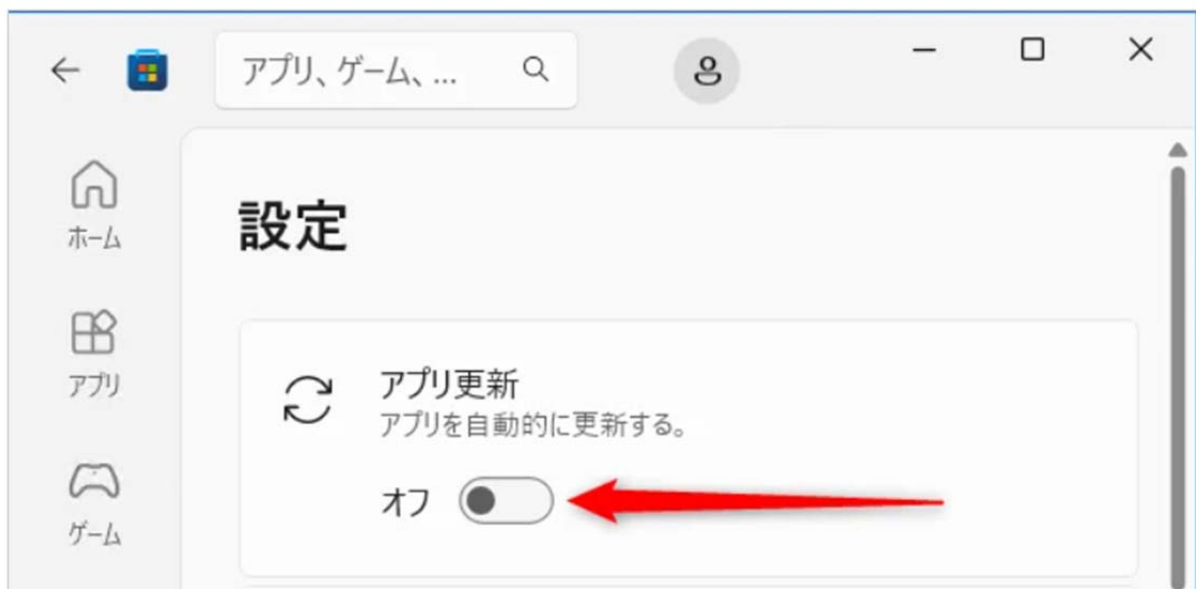 アプリ、ゲーム、...
ホーム
設定
アプリ
アプリ更新
アプリを自動的に更新する。
オフ
ゲーム